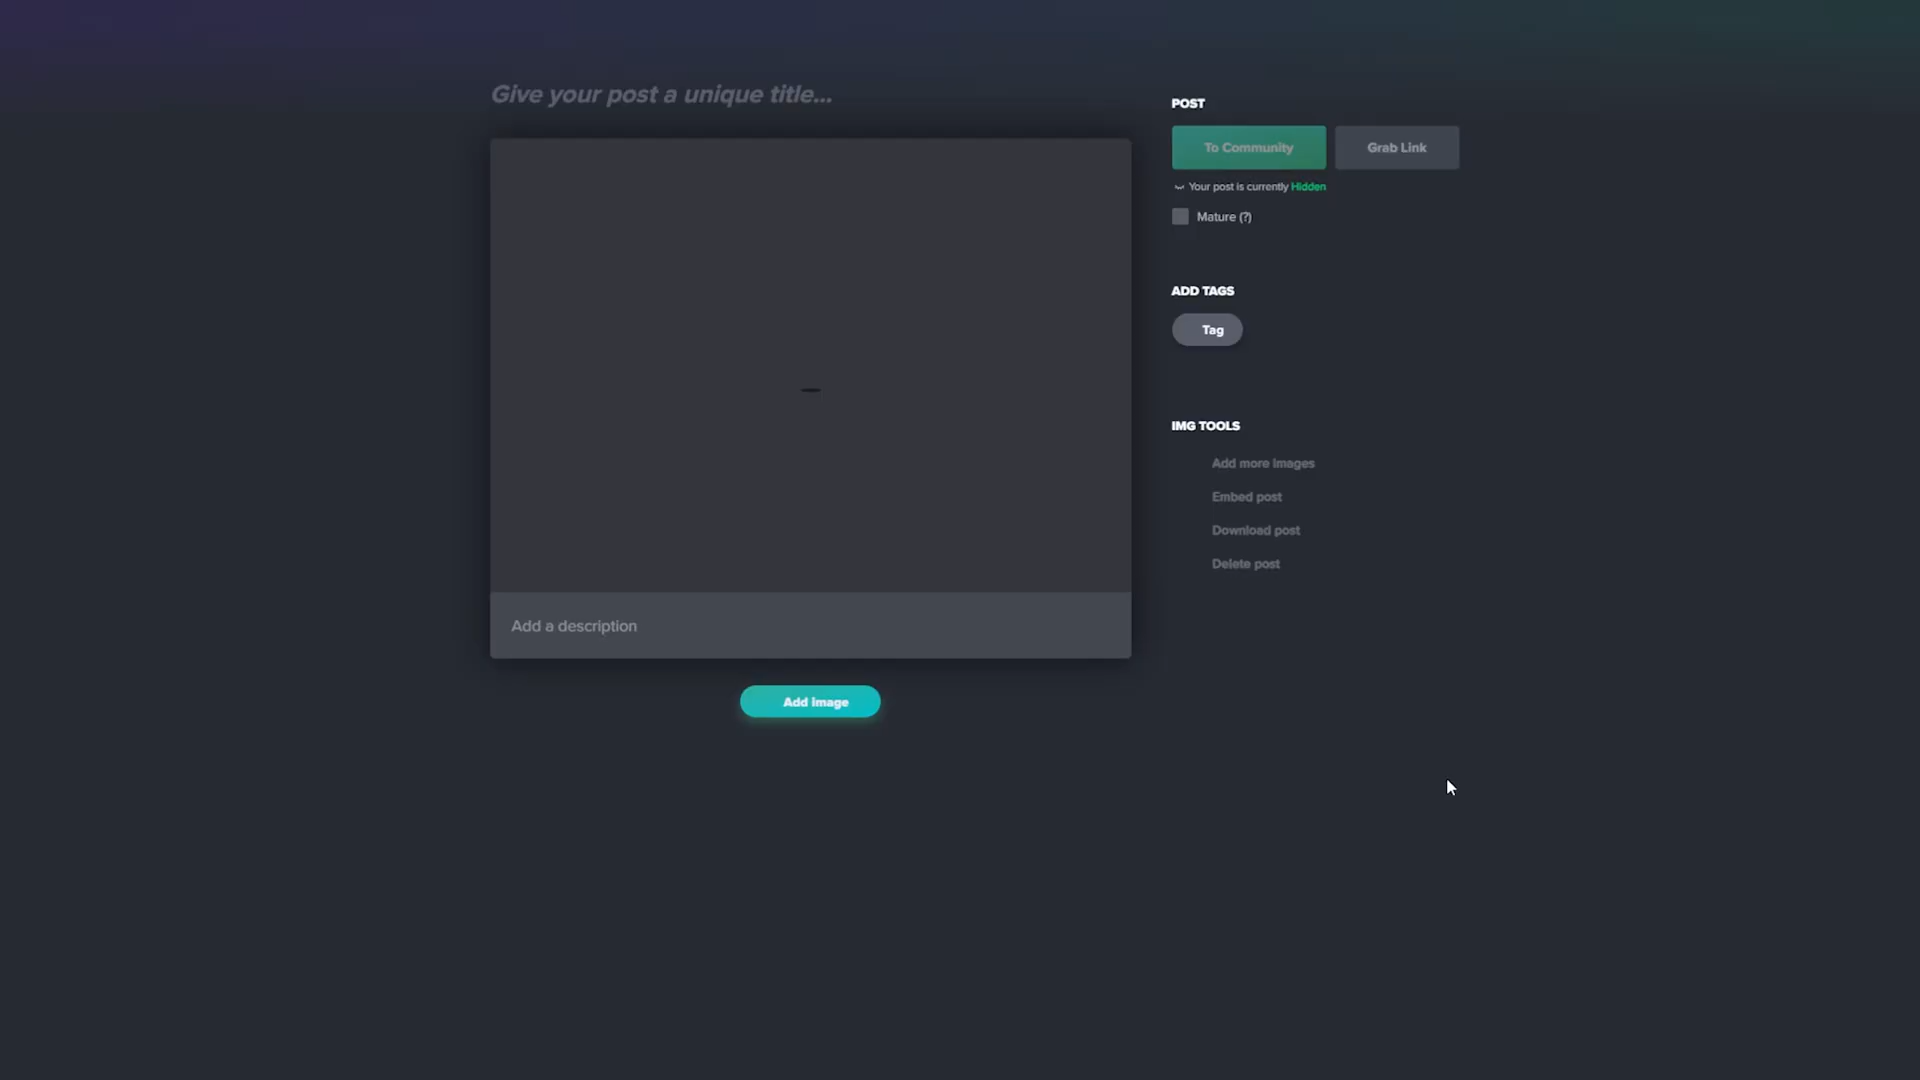 Give your post a unique title...
POST
To Community
Grab Link
Your post is currently Hidden
Mature (?)
ADD TAGS
Tag
IMG TOOLS
Add more images
Embed post
Download post
Delete post
Add a description
Add image